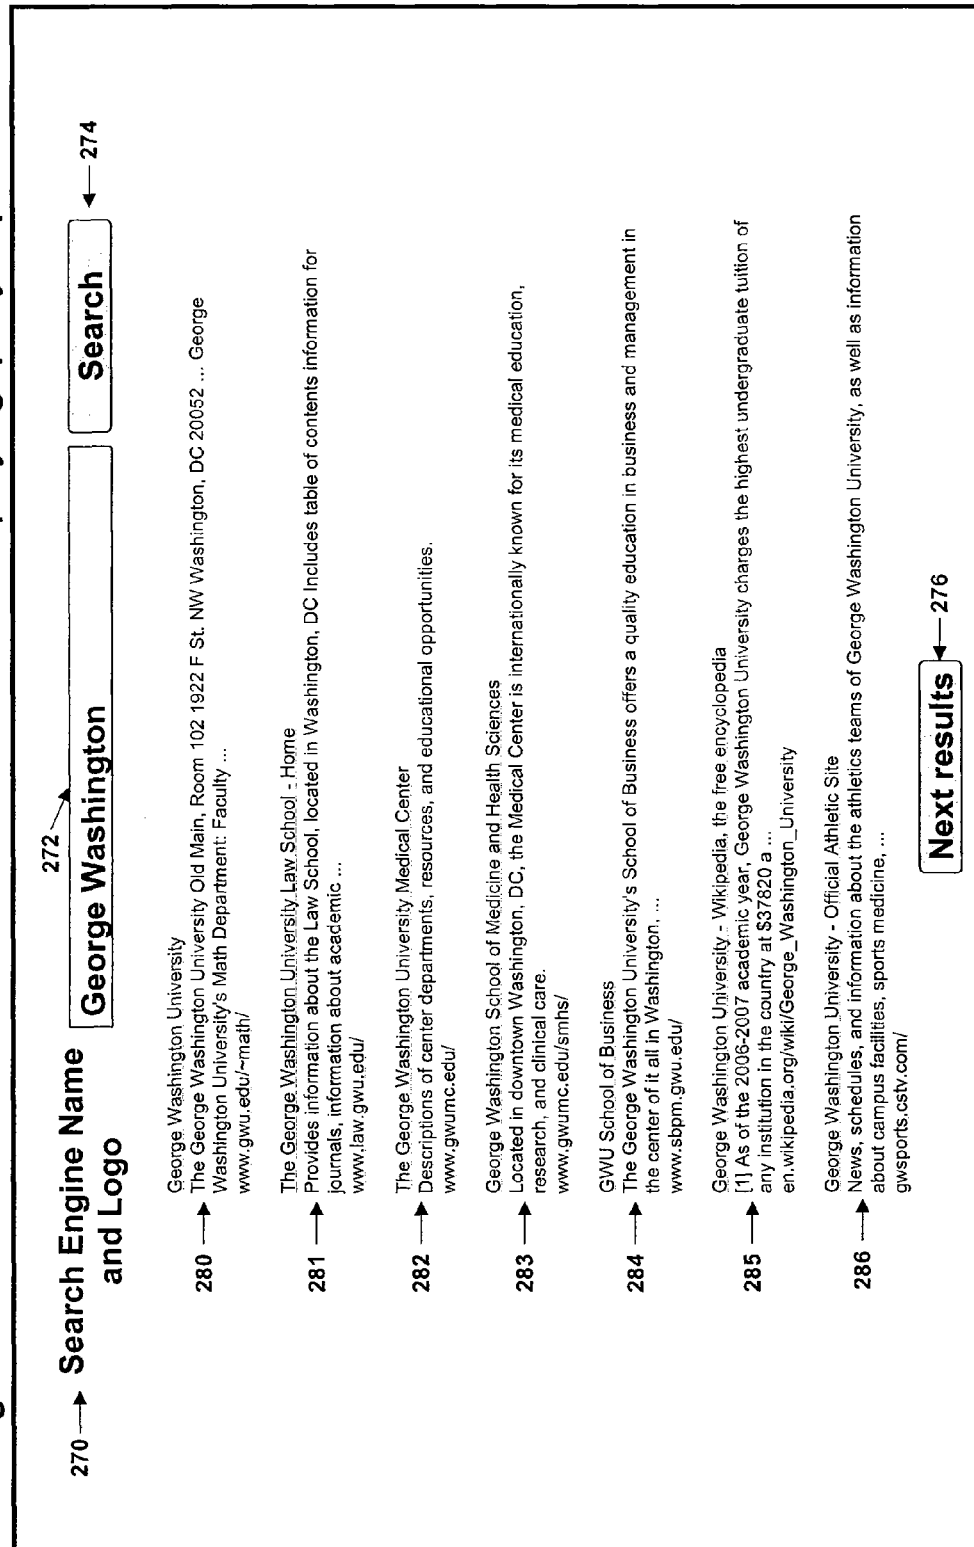 272
270 Search Engine Name George Washington Search 274
and Logo
George Washington University
280 The George Washington University Old Main, Room 102 1922 F St. NW Washington, DC 20052 ... George
Washington University's Math Department: Faculty ...
www.gwu.edu/~math/
The George Washington University Law School - Home
281 Provides information about the Law School, located in Washington, DC Includes table of contents information for
journals, information about academic ...
www.law.gwu.edu/
The George Washington University Medical Center
282 Descriptions of center departments, resources, and educational opportunities.
www.gwumc.edu/
George Washington School of Medicine and Health Sciences
283 Located in downtown Washington, DC, the Medical Center is internationally known for its medical education,
research, and clinical care.
www.gwumc.edu/smhs/
GWU School of Business
284 The George Washington University's School of Business offers a quality education in business and management in
the center of it all in Washington, ...
www.sbpm.gwu.edu/
George Washington University - Wikipedia, the free encyclopedia
285 [1] As of the 2006-2007 academic year, George Washington University charges the highest undergraduate tuition of
any institution in the country at $37820 a ...
en.wikipedia.org/wiki/George_Washington_University
George Washington University - Official Athletic Site
286 News, schedules, and information about the athletics teams of George Washington University, as well as information
about campus facilities, sports medicine, ...
gwsports.cstv.com/
Next results 276